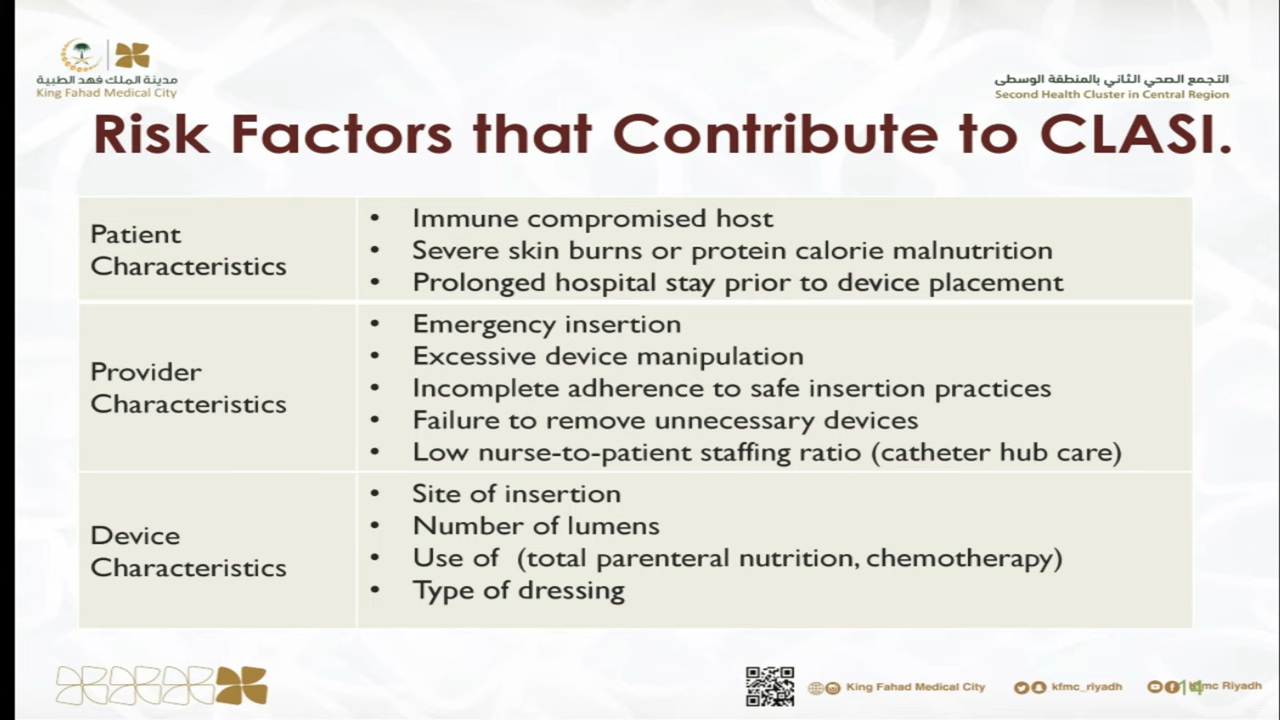 مدينة الملك فهد الطبية
King Fahad Medical City
التجمع الصحي الثاني بالمنطقة الوسطى
Second Health Cluster in Central Region
Risk Factors that Contribute to CLASI.
Patient
Characteristics
• Immune compromised host
• Severe skin burns or protein calorie malnutrition
• Prolonged hospital stay prior to device placement
Provider
Characteristics
• Emergency insertion
• Excessive device manipulation
• Incomplete adherence to safe insertion practices
• Failure to remove unnecessary devices
• Low nurse-to-patient staffing ratio (catheter hub care)
Device
Characteristics
• Site of insertion
• Number of lumens
• Use of (total parenteral nutrition, chemotherapy)
• Type of dressing
King Fahad Medical City
kfmc_riyadh
14
Riyadh